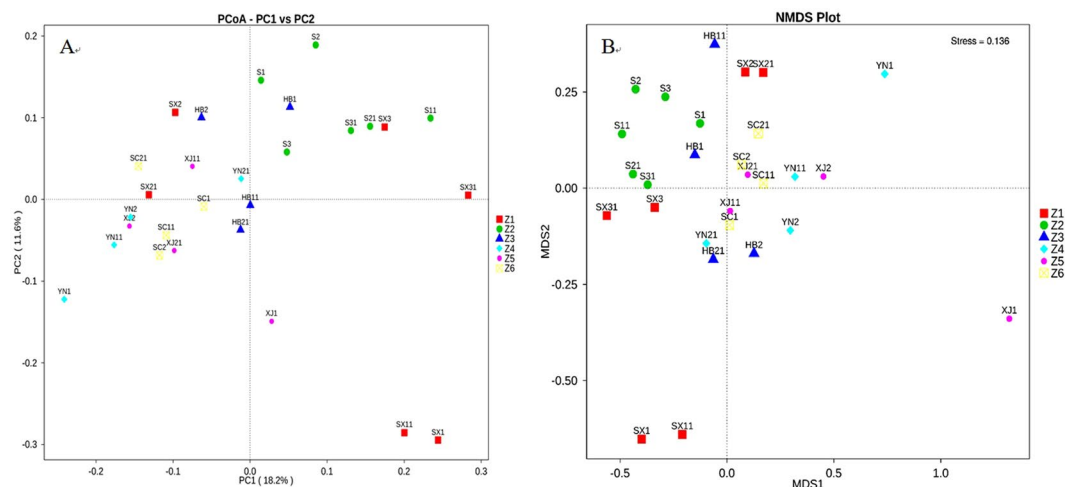 PCoA - PC1 vs PC2
A
0.2
0.1
0.0
-0.1
-0.2
-0.3
PC2 ( 11.6% )
S2
S1
HB1
S11
SX2
HB2
S21
S31
SX3
S3
SC21
XJ11
YN21
SX21
SX31
SC1
HB11
YN2
XJ2
SC11
HB21
YN11
SC2
XJ21
YN1
XJ1
SX11
SX1
Z1
Z2
Z3
Z4
Z5
Z6
-0.2
-0.1
0.0
0.1
0.2
0.3
PC1 ( 18.2% )
NMDS Plot
B
Stress = 0.136
0.25
0.00
-0.25
-0.50
MDS2
HB11
SX2
SX21
YN1
S2
S3
S11
S1
SC21
HB1
SC2
S21
S31
XJ21
YN11
XJ2
SC11
SX31
SX3
XJ11
SC1
YN2
YN21
HB21
HB2
XJ1
SX1
SX11
Z1
Z2
Z3
Z4
Z5
Z6
-0.5
0.0
0.5
1.0
MDS1